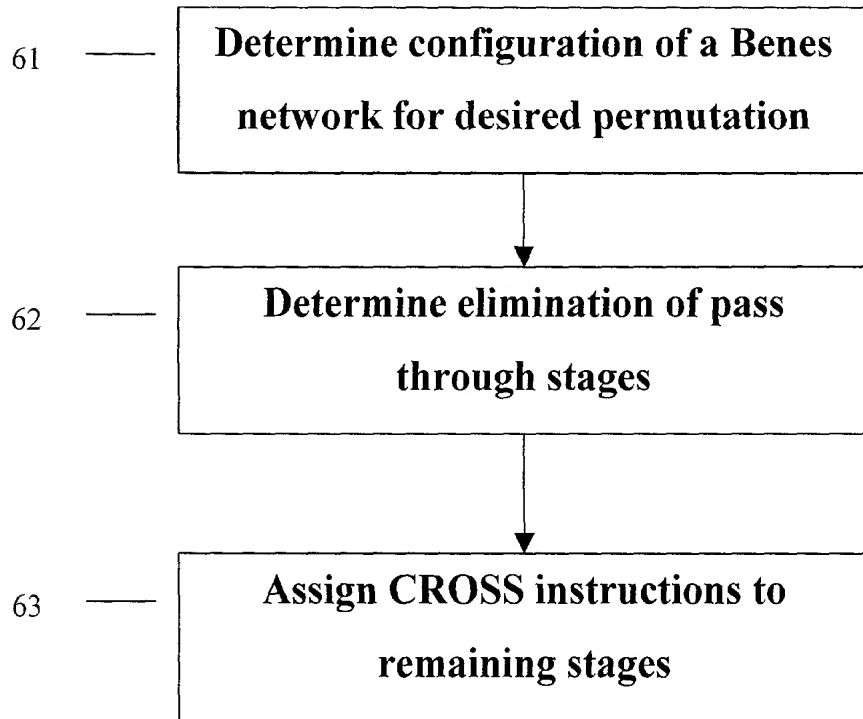 61
Determine configuration of a Benes
network for desired permutation
62
Determine elimination of pass
through stages
63
Assign CROSS instructions to
remaining stages